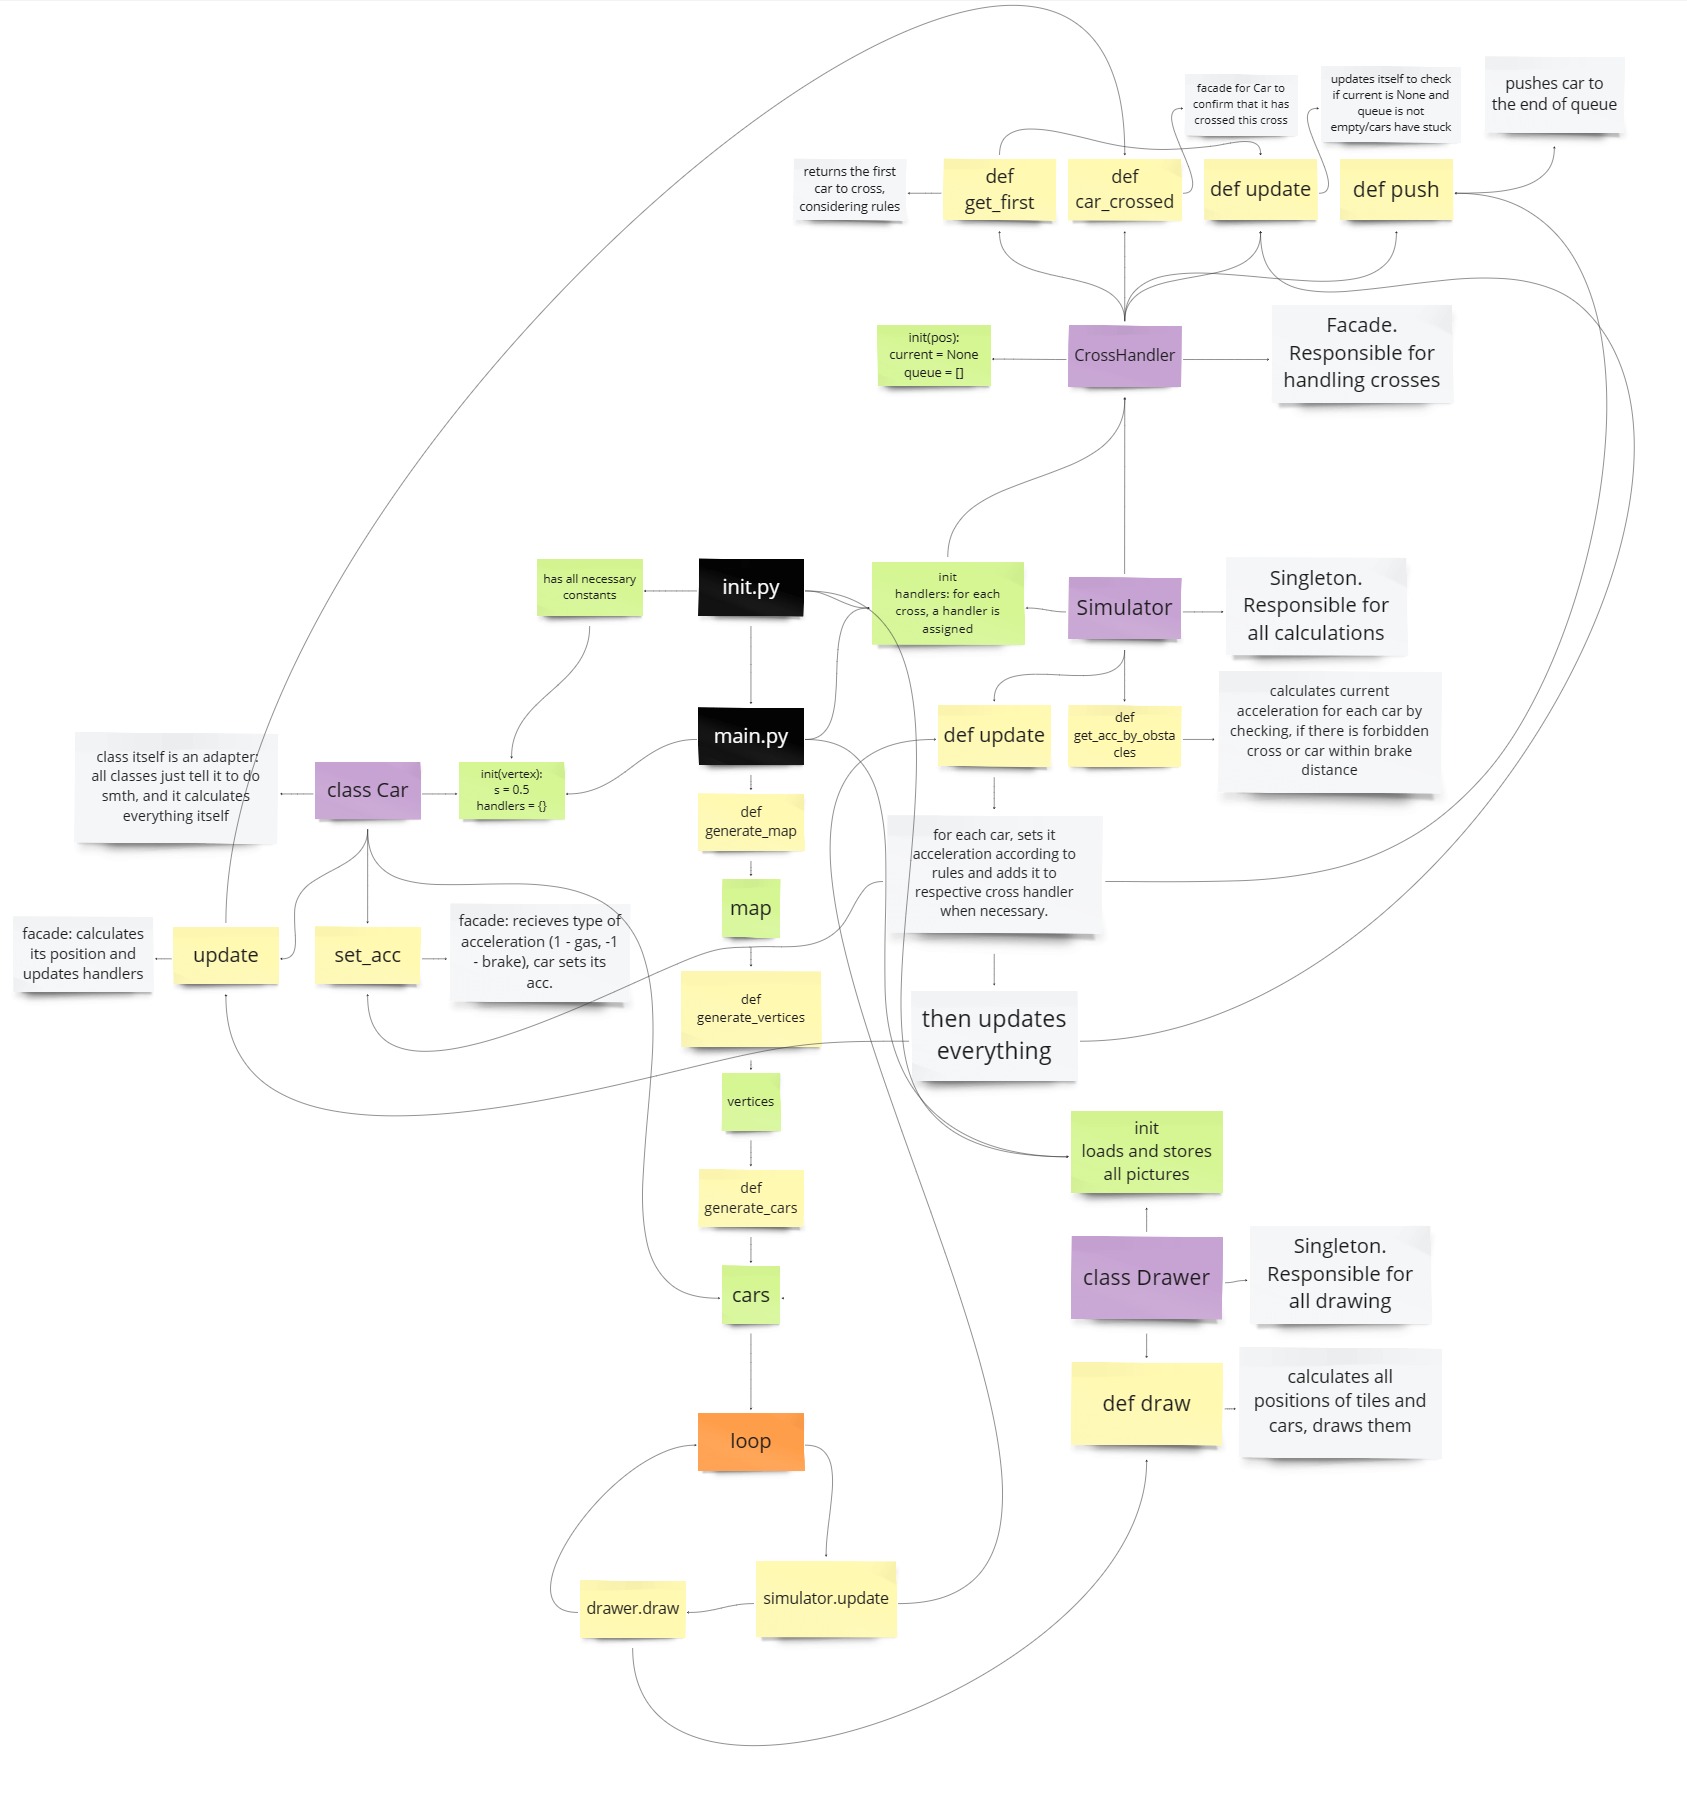 facade for Car to
confirm that it has
crossed this cross
updates itself to check
if current is None and
queue is not
empty/cars have stuck
pushes car to
the end of queue
returns the first
car to cross,
considering rules
def
get_first
def
car_crossed
def update
def push
init(pos):
current = None
queue = []
CrossHandler
Facade.
Responsible for
handling crosses
has all necessary
constants
init.py
init
handlers: for each
cross, a handler is
assigned
Simulator
Singleton.
Responsible for
all calculations
class itself is an adapter:
all classes just tell it to do
smth, and it calculates
everything itself
class Car
init(vertex):
s = 0.5
handlers = {}
main.py
def update
def
get_acc_by_obsta
cles
calculates current
acceleration for each car by
checking, if there is forbidden
cross or car within brake
distance
def
generate_map
for each car, sets it
acceleration according to
rules and adds it to
respective cross handler
when necessary.
map
facade: calculates
its position and
updates handlers
update
set_acc
facade: recieves type of
acceleration (1 - gas, -1
- brake), car sets its
acc.
def
generate_vertices
then updates
everything
vertices
init
loads and stores
all pictures
def
generate_cars
class Drawer
Singleton.
Responsible for
all drawing
cars
def draw
calculates all
positions of tiles and
cars, draws them
loop
drawer.draw
simulator.update